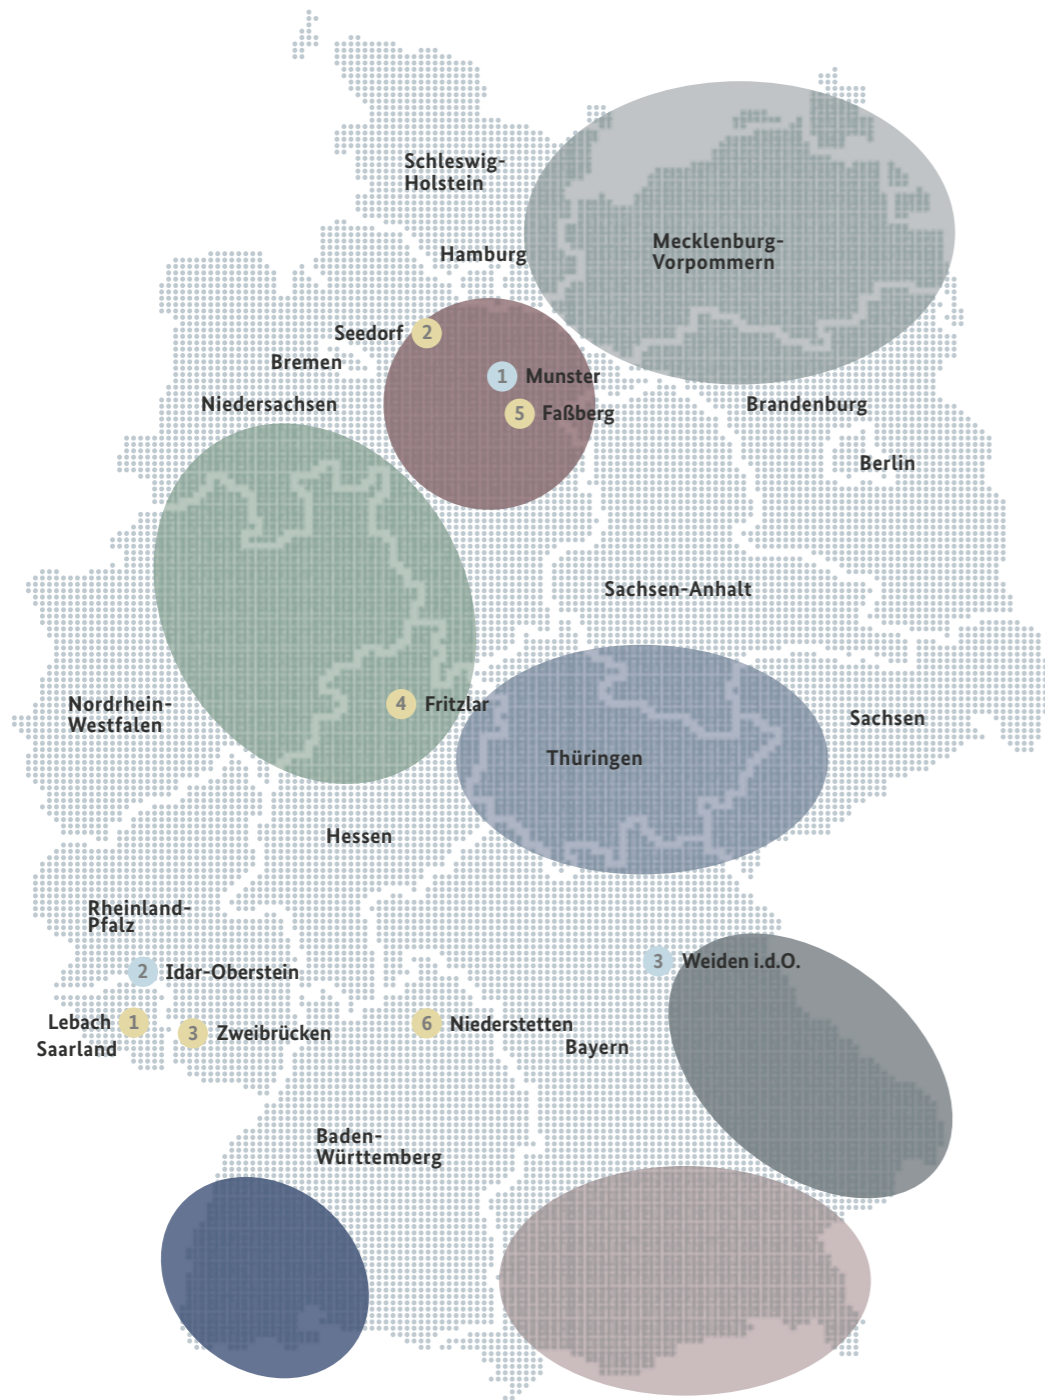 Schleswig-
Holstein
Mecklenburg-
Vorpommern
Hamburg
Seedorf 2
Bremen
1 Munster
Niedersachsen
5 Faßberg
Brandenburg
Berlin
Sachsen-Anhalt
Nordrhein-
Westfalen
4 Fritzlar
Sachsen
Thüringen
Hessen
Rheinland-
Pfalz
2 Idar-Oberstein
3 Weiden i.d.O.
Lebach 1
3 Zweibrücken
6 Niederstetten
Saarland
Bayern
Baden-
Württemberg